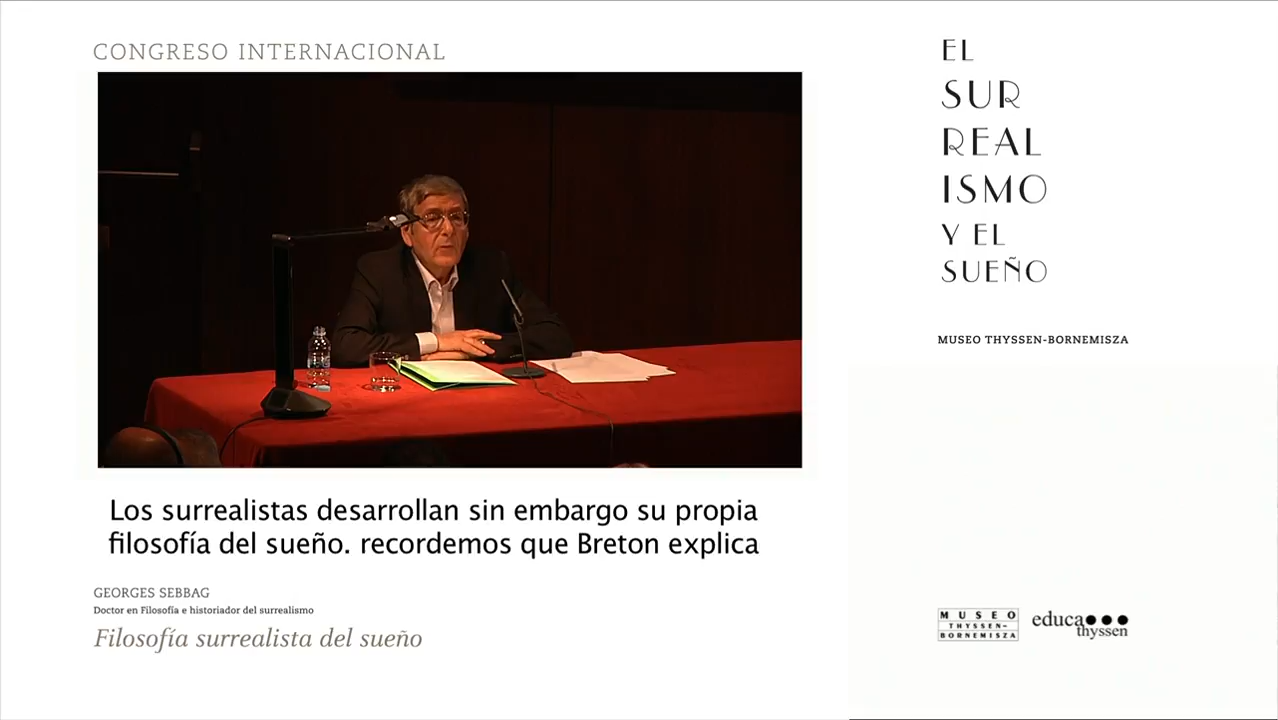 CONGRESO INTERNACIONAL
EL
SUR
REAL
ISMO
Y EL
SUEÑO
MUSEO THYSSEN-BORNEMISZA
Los surrealistas desarrollan sin embargo su propia
filosofía del sueño. recordemos que Breton explica
GEORGES SEBBAG
Doctor en Filosofía e historiador del surrealismo
Filosofía surrealista del sueño
MUSEO
THYSSEN-
BORNEMISZA
educa
thyssen